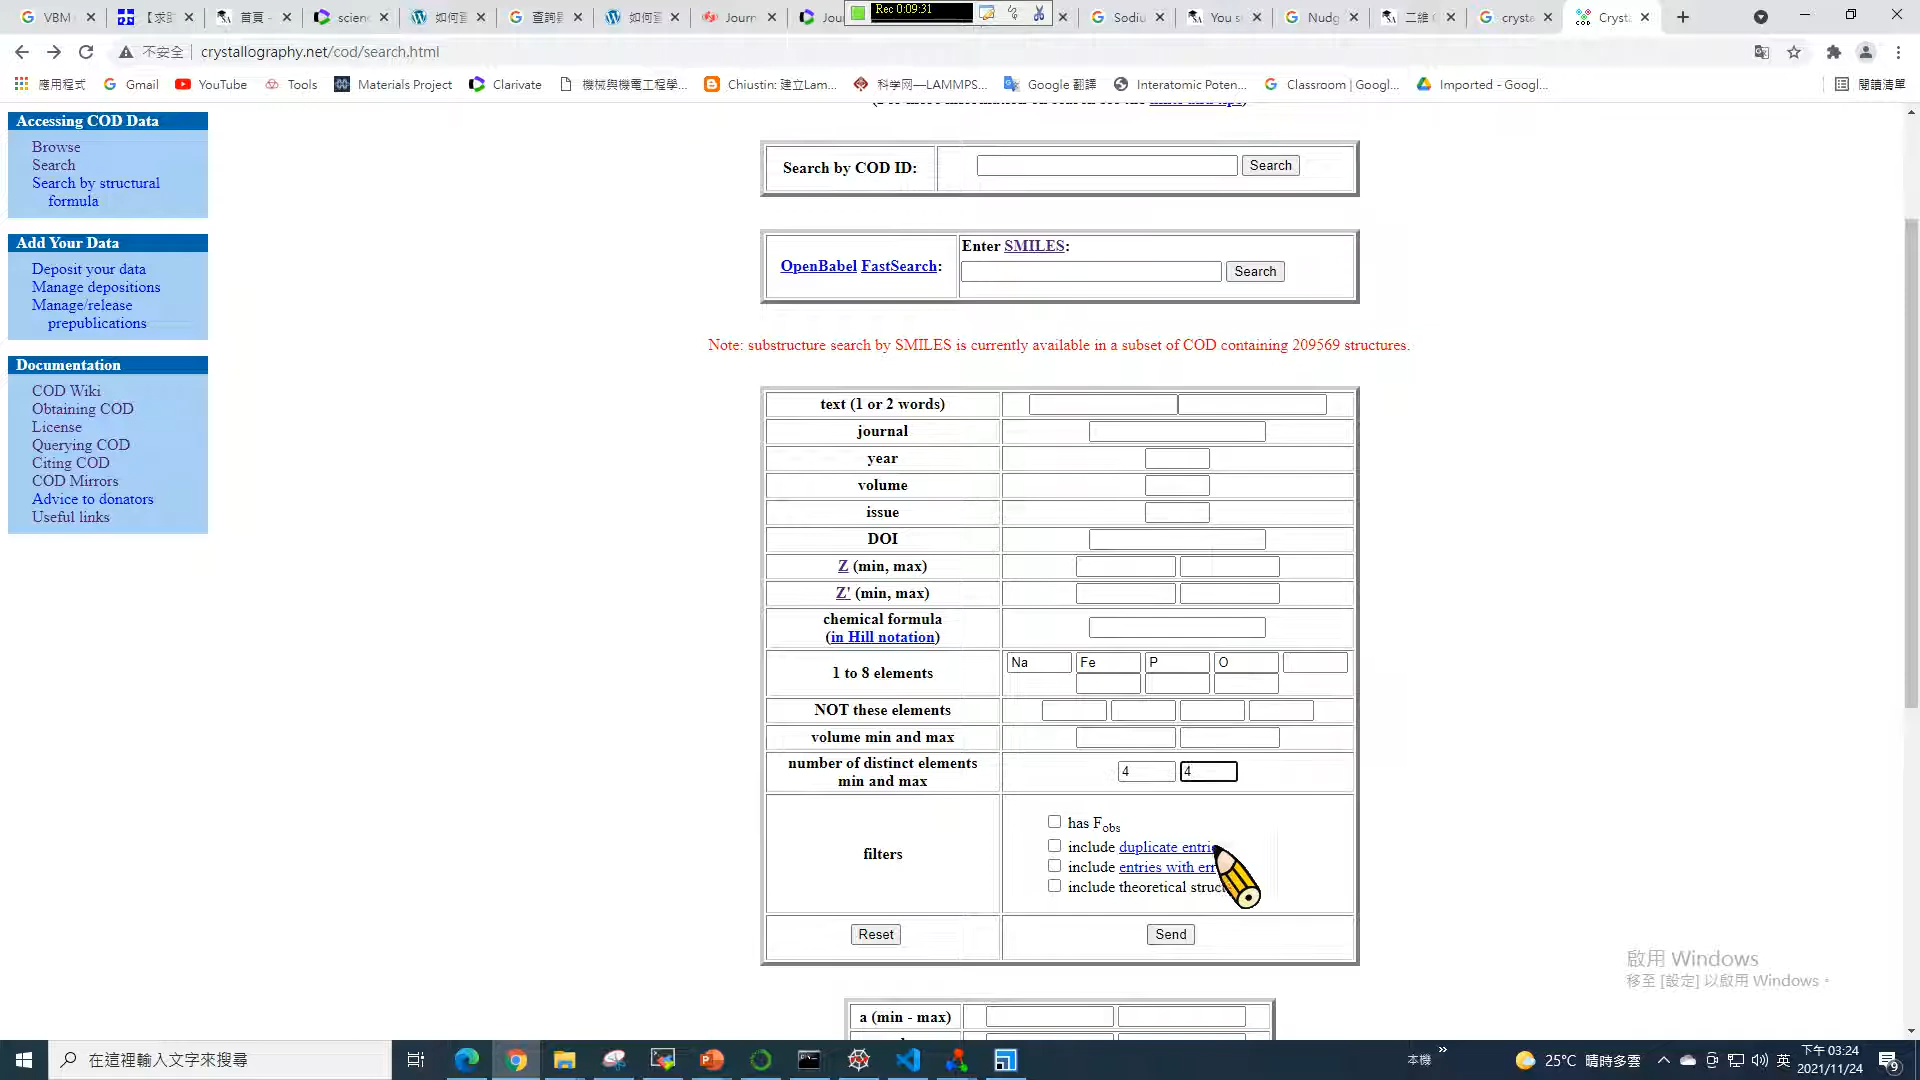 VBM
【求助
首頁 -
scienc
如何查
查詢影
如何查
Journ
Jou
Rec 0:09:31
Sodiu
You s
Nudg
二維 (
crysta
Cryst
不安全 crystallography.net/cod/search.html
應用程式 Gmail YouTube Tools Materials Project Clarivate 機械與機電工程學... Chiustin: 建立Lam... 科学网—LAMMPS... Google 翻譯 Interatomic Poten... Classroom | Googl... Imported - Googl... 閱讀清單
Accessing COD Data
Browse
Search
Search by structural
formula
Add Your Data
Deposit your data
Manage depositions
Manage/release
prepublications
Documentation
COD Wiki
Obtaining COD
License
Querying COD
Citing COD
COD Mirrors
Advice to donators
Useful links
Search by COD ID: Search
OpenBabel FastSearch:
Enter SMILES:
Search
Note: substructure search by SMILES is currently available in a subset of COD containing 209569 structures.
text (1 or 2 words)
journal
year
volume
issue
DOI
Z (min, max)
Z' (min, max)
chemical formula
(in Hill notation)
1 to 8 elements Na Fe P O
NOT these elements
volume min and max
number of distinct elements
min and max 4 4
filters
has Fobs
include duplicate entrie
include entries with err
include theoretical struct
Reset Send
a (min - max)
啟用 Windows
移至 [設定] 以啟用 Windows。
在這裡輸入文字來搜尋
本機 »
25°C 晴時多雲
英
下午 03:24
2021/11/24
9